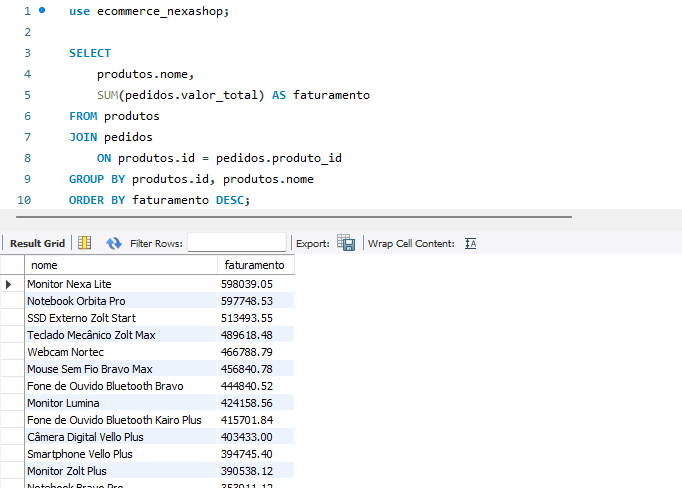 1 use ecommerce_nexashop;
2
3 SELECT
4 produtos.nome,
5 SUM(pedidos.valor_total) AS faturamento
6 FROM produtos
7 JOIN pedidos
8 ON produtos.id = pedidos.produto_id
9 GROUP BY produtos.id, produtos.nome
10 ORDER BY faturamento DESC;
Result Grid Filter Rows: Export: Wrap Cell Content:
nome faturamento
Monitor Nexa Lite 598039.05
Notebook Orbita Pro 597748.53
SSD Externo Zolt Start 513493.55
Teclado Mecânico Zolt Max 489618.48
Webcam Nortec 466788.79
Mouse Sem Fio Bravo Max 456840.78
Fone de Ouvido Bluetooth Bravo 444840.52
Monitor Lumina 424158.56
Fone de Ouvido Bluetooth Kairo Plus 415701.84
Câmera Digital Vello Plus 403433.00
Smartphone Vello Plus 394745.40
Monitor Zolt Plus 390538.12
Notebook Bravo Pro 353911.12